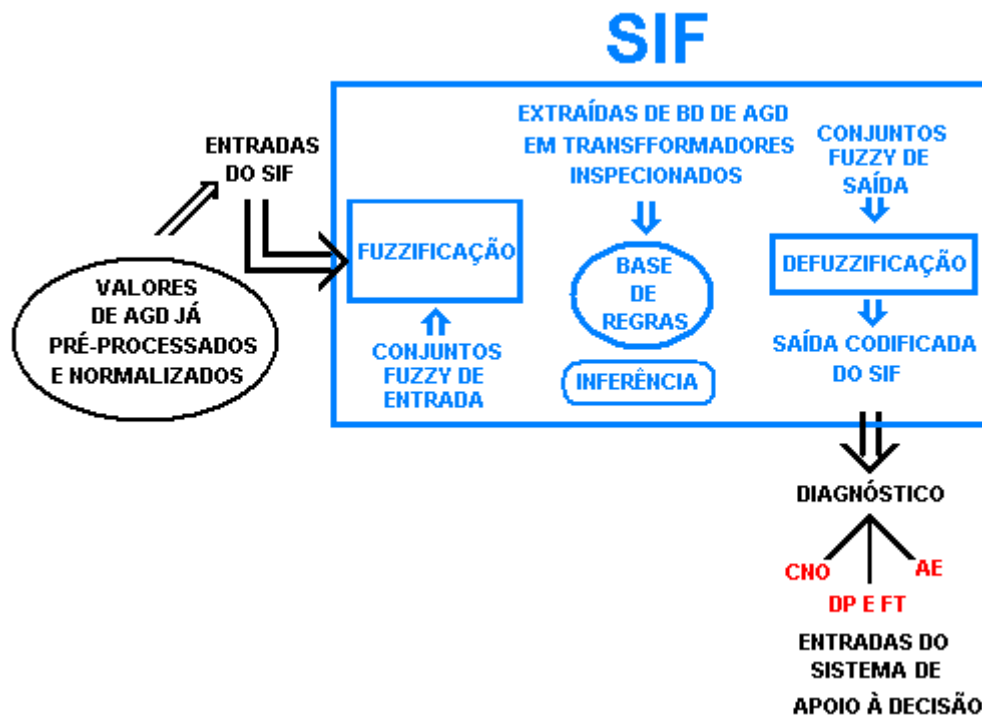 SIF
ENTRADAS
DO SIF
VALORES
DE AGD JÁ
PRÉ-PROCESSADOS
E NORMALIZADOS
FUZZIFICAÇÃO
CONJUNTOS
FUZZY DE
ENTRADA
EXTRAÍDAS DE BD DE AGD
EM TRANSFFORMADORES
INSPECIONADOS
BASE
DE
REGRAS
INFERÊNCIA
CONJUNTOS
FUZZY DE
SAÍDA
DEFUZZIFICAÇÃO
SAÍDA CODIFICADA
DO SIF
DIAGNÓSTICO
CNO
AE
DP E FT
ENTRADAS DO
SISTEMA DE
APOIO À DECISÃO